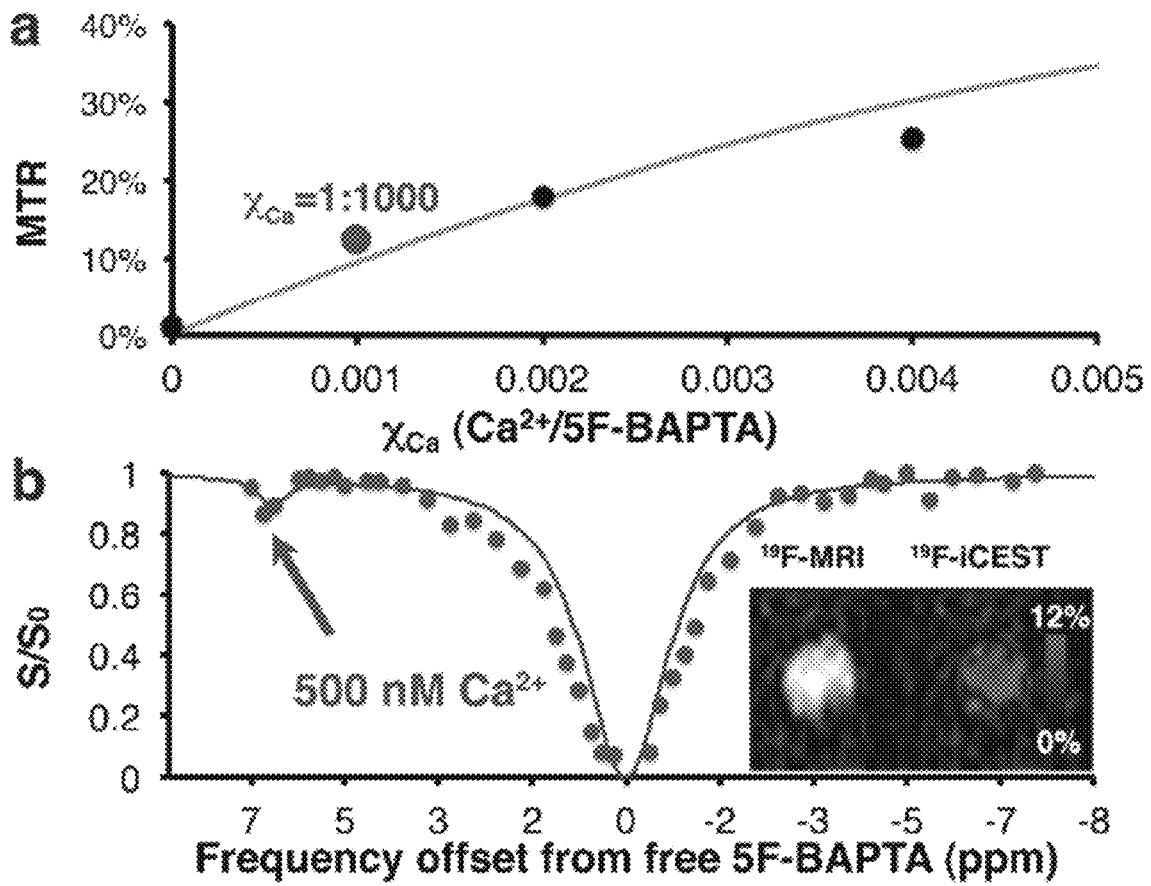 a
40%
30%
20%
10%
0%
MTR
χCa=1:1000
0 0.001 0.002 0.003 0.004 0.005
χCa (Ca²⁺/5F-BAPTA)
b
1
0.8
0.6
0.4
0.2
0
S/S₀
500 nM Ca²⁺
¹⁹F-MRI ¹⁹F-iCEST
12%
0%
7 5 3 2 0 -2 -3 -5 -7 -8
Frequency offset from free 5F-BAPTA (ppm)